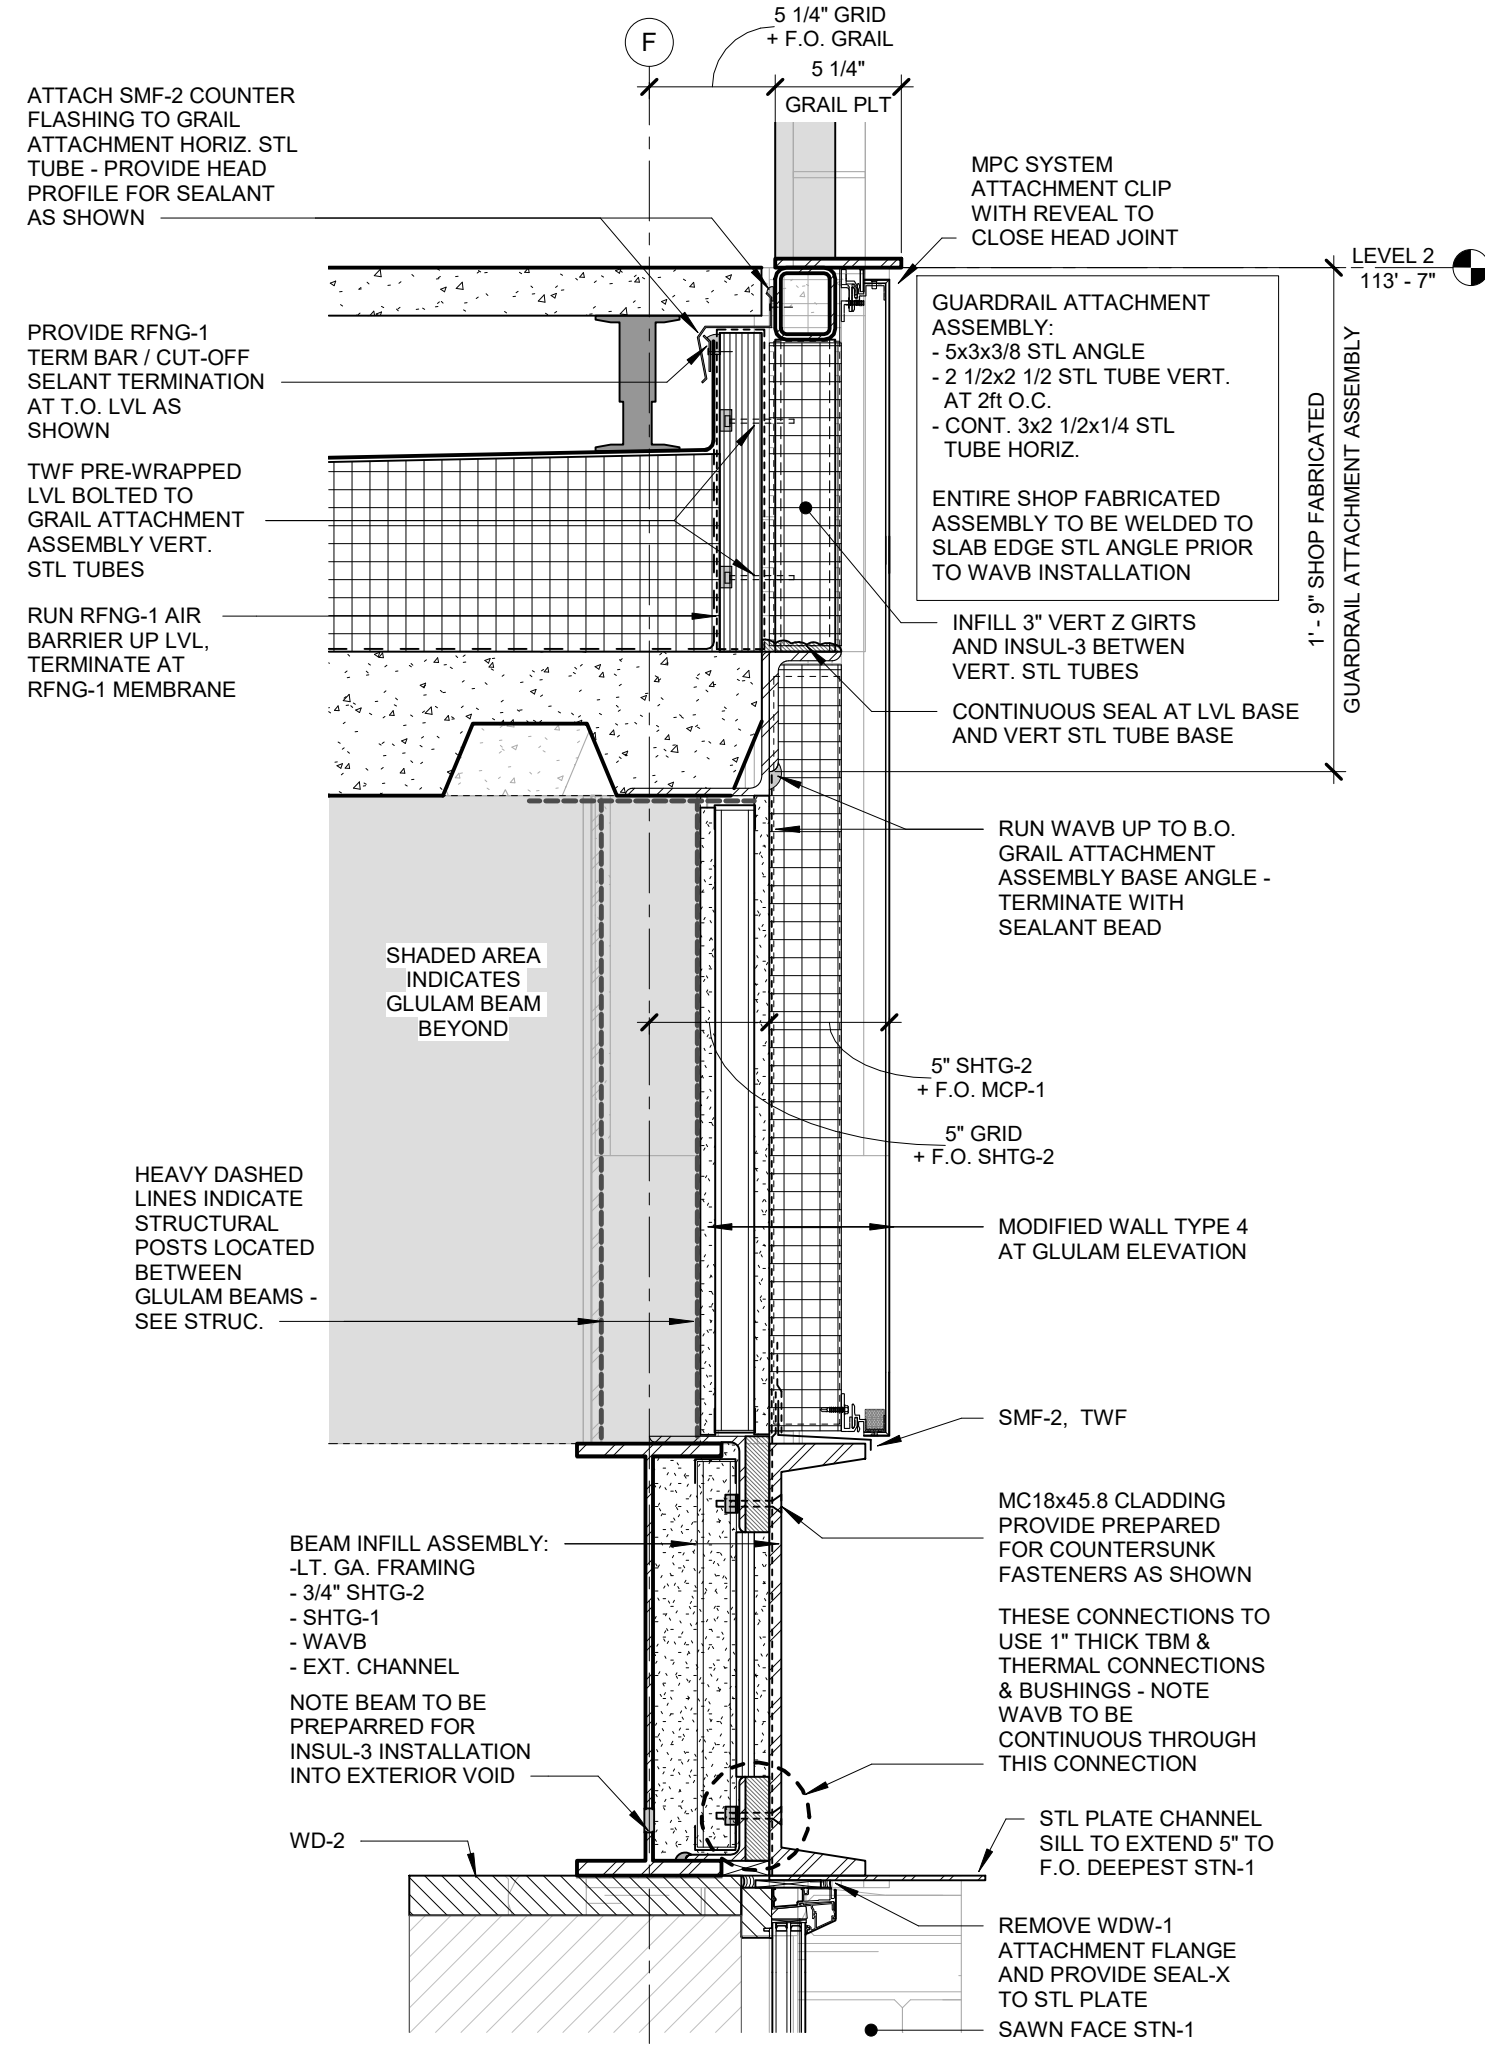 5 1/4" GRID
+ F.O. GRAIL
F
5 1/4"
GRAIL PLT
ATTACH SMF-2 COUNTER
FLASHING TO GRAIL
ATTACHMENT HORIZ. STL
TUBE - PROVIDE HEAD
PROFILE FOR SEALANT
AS SHOWN
MPC SYSTEM
ATTACHMENT CLIP
WITH REVEAL TO
CLOSE HEAD JOINT
LEVEL 2
113' - 7"
GUARDRAIL ATTACHMENT
ASSEMBLY:
- 5x3x3/8 STL ANGLE
- 2 1/2x2 1/2 STL TUBE VERT.
AT 2ft O.C.
- CONT. 3x2 1/2x1/4 STL
TUBE HORIZ.
ENTIRE SHOP FABRICATED
ASSEMBLY TO BE WELDED TO
SLAB EDGE STL ANGLE PRIOR
TO WAVB INSTALLATION
1' - 9" SHOP FABRICATED
GUARDRAIL ATTACHMENT ASSEMBLY
PROVIDE RFNG-1
TERM BAR / CUT-OFF
SELANT TERMINATION
AT T.O. LVL AS
SHOWN
TWF PRE-WRAPPED
LVL BOLTED TO
GRAIL ATTACHMENT
ASSEMBLY VERT.
STL TUBES
RUN RFNG-1 AIR
BARRIER UP LVL,
TERMINATE AT
RFNG-1 MEMBRANE
INFILL 3" VERT Z GIRTS
AND INSUL-3 BETWEN
VERT. STL TUBES
CONTINUOUS SEAL AT LVL BASE
AND VERT STL TUBE BASE
RUN WAVB UP TO B.O.
GRAIL ATTACHMENT
ASSEMBLY BASE ANGLE -
TERMINATE WITH
SEALANT BEAD
SHADED AREA
INDICATES
GLULAM BEAM
BEYOND
5" SHTG-2
+ F.O. MCP-1
5" GRID
+ F.O. SHTG-2
HEAVY DASHED
LINES INDICATE
STRUCTURAL
POSTS LOCATED
BETWEEN
GLULAM BEAMS -
SEE STRUC.
MODIFIED WALL TYPE 4
AT GLULAM ELEVATION
SMF-2, TWF
MC18x45.8 CLADDING
PROVIDE PREPARED
FOR COUNTERSUNK
FASTENERS AS SHOWN
BEAM INFILL ASSEMBLY:
-LT. GA. FRAMING
- 3/4" SHTG-2
- SHTG-1
- WAVB
- EXT. CHANNEL
THESE CONNECTIONS TO
USE 1" THICK TBM &
THERMAL CONNECTIONS
& BUSHINGS - NOTE
WAVB TO BE
CONTINUOUS THROUGH
THIS CONNECTION
NOTE BEAM TO BE
PREPARRED FOR
INSUL-3 INSTALLATION
INTO EXTERIOR VOID
WD-2
STL PLATE CHANNEL
SILL TO EXTEND 5" TO
F.O. DEEPEST STN-1
REMOVE WDW-1
ATTACHMENT FLANGE
AND PROVIDE SEAL-X
TO STL PLATE
SAWN FACE STN-1